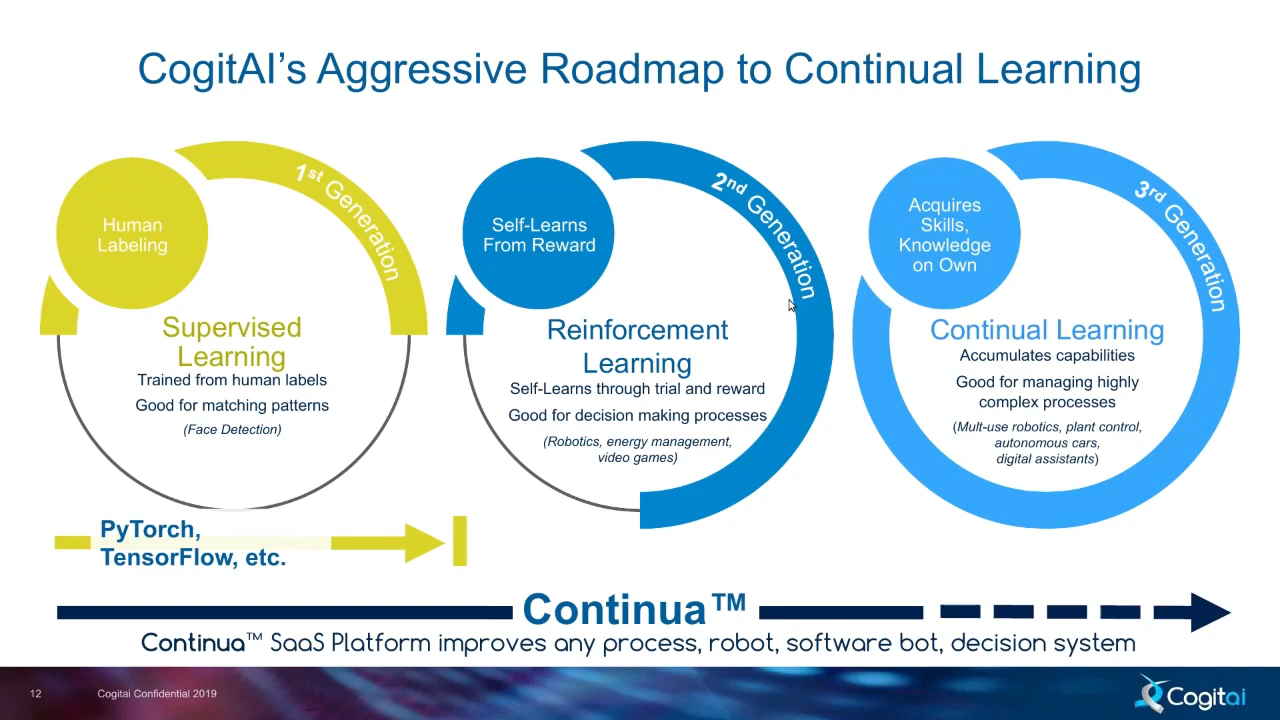 CogitAI's Aggressive Roadmap to Continual Learning
1st Generation
Human
Labeling
Supervised
Learning
Trained from human labels
Good for matching patterns
(Face Detection)
2nd Generation
Self-Learns
From Reward
Reinforcement
Learning
Self-Learns through trial and reward
Good for decision making processes
(Robotics, energy management,
video games)
3rd Generation
Acquires
Skills,
Knowledge
on Own
Continual Learning
Accumulates capabilities
Good for managing highly
complex processes
(Mult-use robotics, plant control,
autonomous cars,
digital assistants)
PyTorch,
TensorFlow, etc.
Continua™
Continua™ SaaS Platform improves any process, robot, software bot, decision system
12
Cogitai Confidential 2019
Cogitai